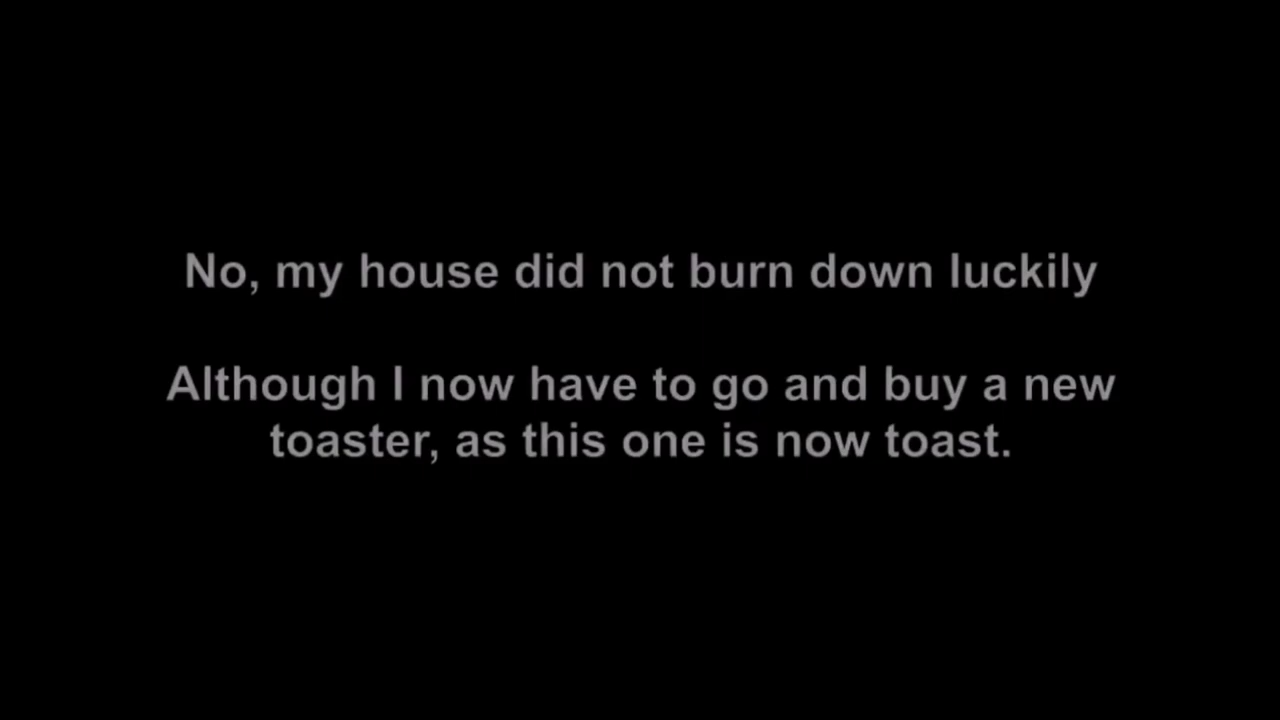 No, my house did not burn down luckily
Although I now have to go and buy a new
toaster, as this one is now toast.